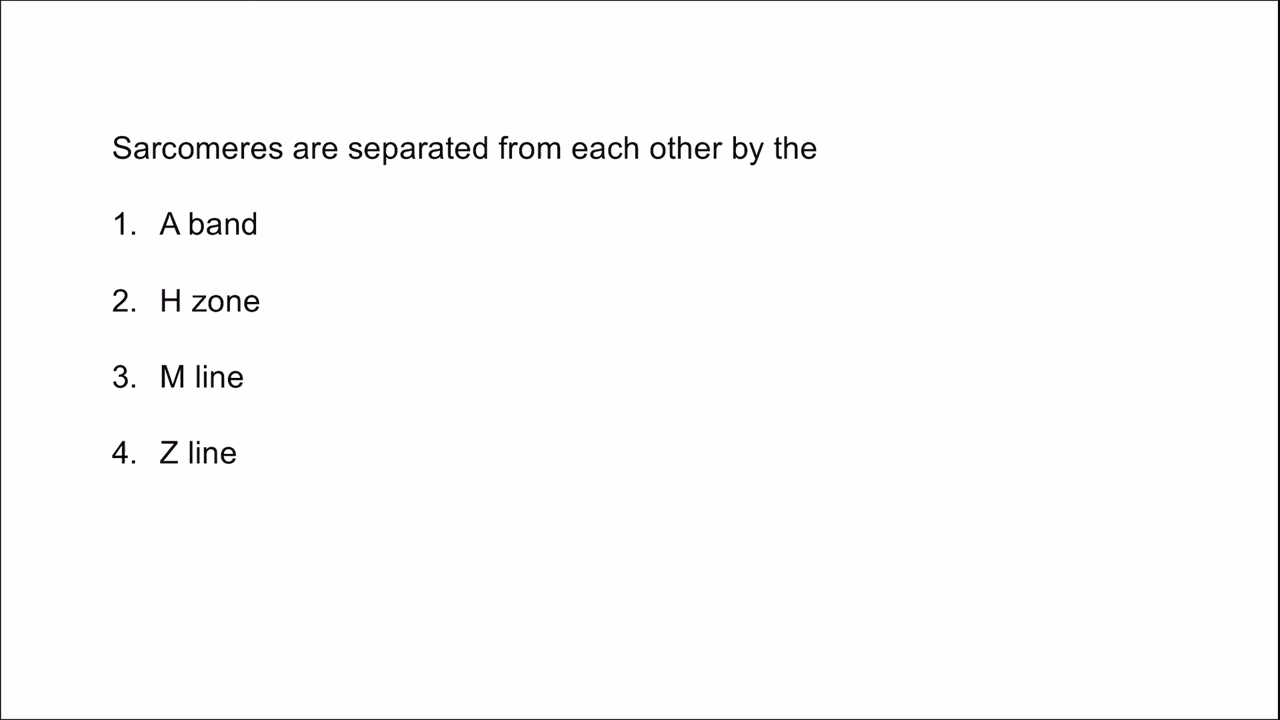 Sarcomeres are separated from each other by the
1. A band
2. H zone
3. M line
4. Z line